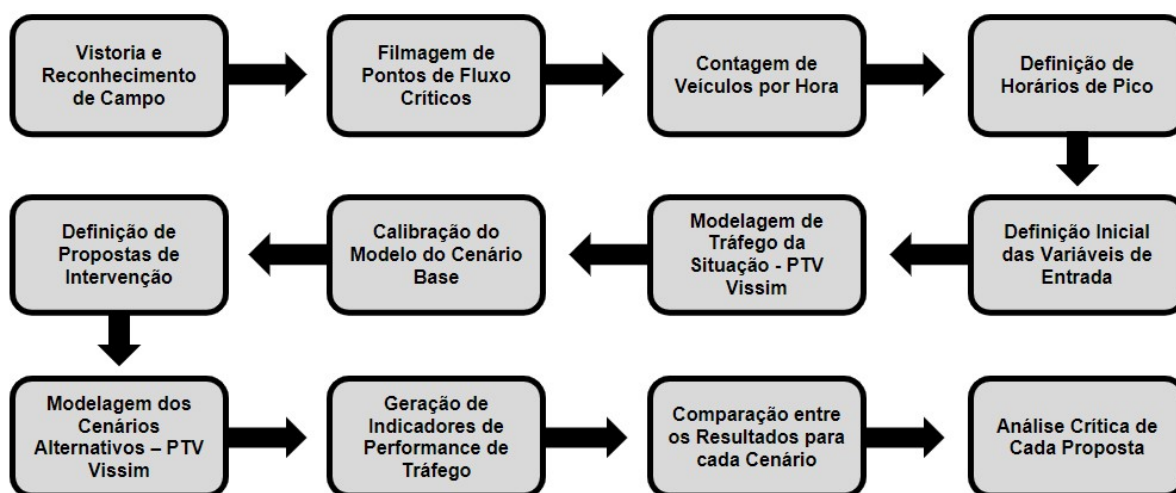 Vistoria e
Reconhecimento
de Campo
Filmagem de
Pontos de Fluxo
Críticos
Contagem de
Veículos por Hora
Definição de
Horários de Pico
Definição Inicial
das Variáveis de
Entrada
Modelagem de
Tráfego da
Situação - PTV
Vissim
Calibração do
Modelo do Cenário
Base
Definição de
Propostas de
Intervenção
Modelagem dos
Cenários
Alternativos – PTV
Vissim
Geração de
Indicadores de
Performance de
Tráfego
Comparação entre
os Resultados para
cada Cenário
Análise Crítica de
Cada Proposta